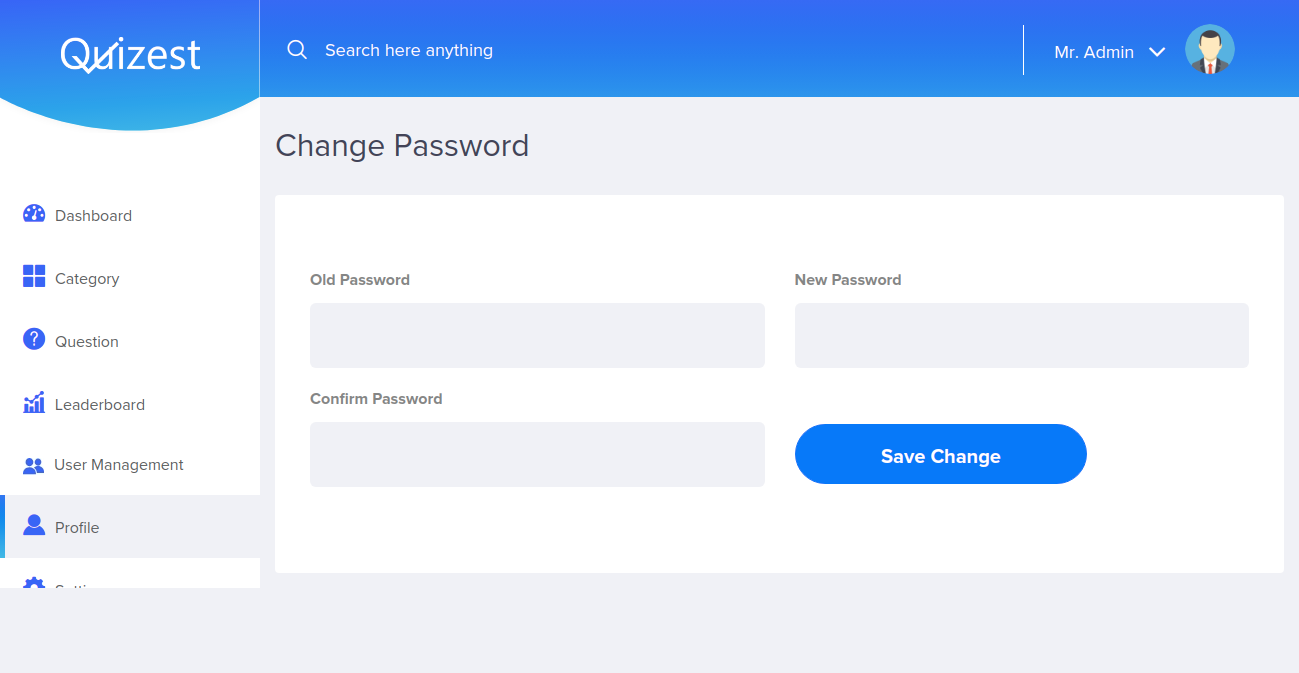 Quizest
Search here anything
Mr. Admin
Change Password
Dashboard
Category
Question
Leaderboard
User Management
Profile
Old Password
New Password
Confirm Password
Save Change